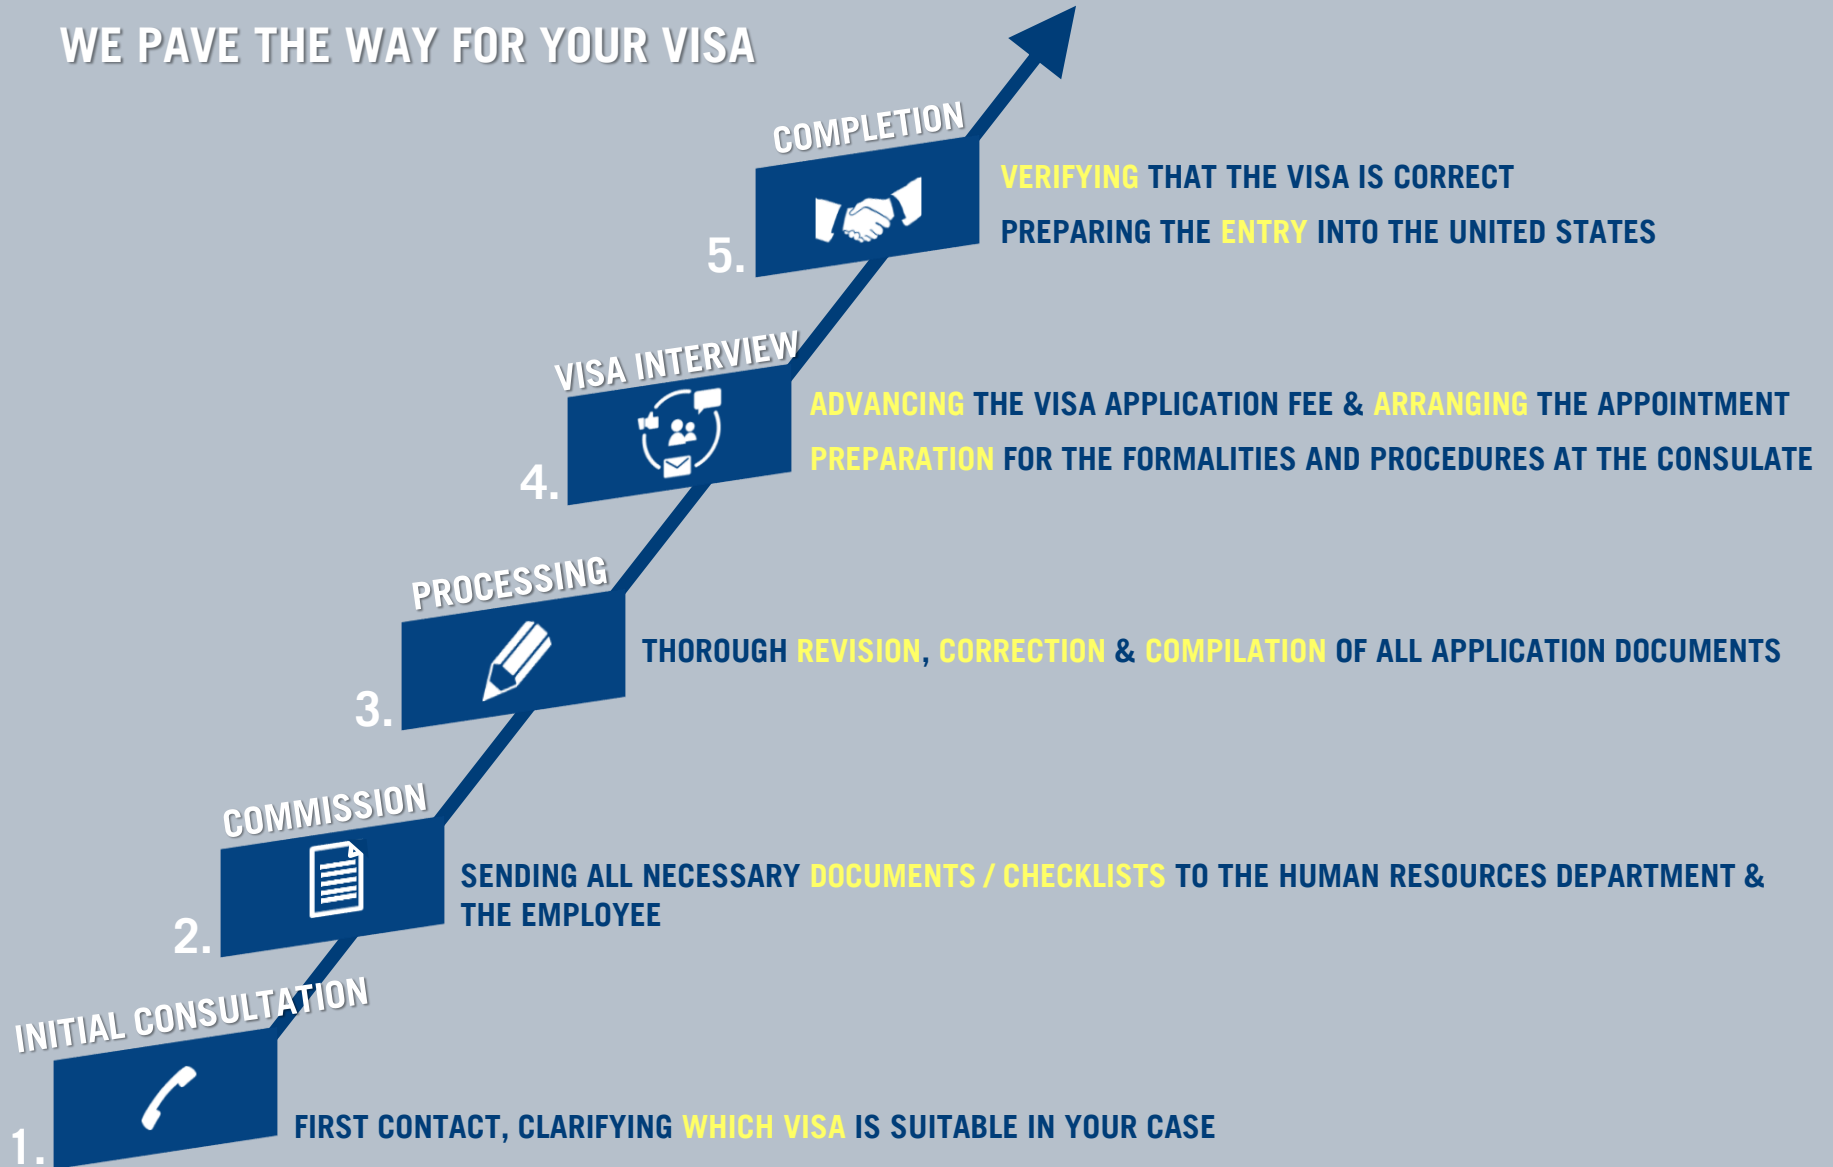 WE PAVE THE WAY FOR YOUR VISA
COMPLETION
5.
VERIFYING THAT THE VISA IS CORRECT
PREPARING THE ENTRY INTO THE UNITED STATES
VISA INTERVIEW
4.
ADVANCING THE VISA APPLICATION FEE & ARRANGING THE APPOINTMENT
PREPARATION FOR THE FORMALITIES AND PROCEDURES AT THE CONSULATE
PROCESSING
3.
THOROUGH REVISION, CORRECTION & COMPILATION OF ALL APPLICATION DOCUMENTS
COMMISSION
2.
SENDING ALL NECESSARY DOCUMENTS / CHECKLISTS TO THE HUMAN RESOURCES DEPARTMENT &
THE EMPLOYEE
INITIAL CONSULTATION
1.
FIRST CONTACT, CLARIFYING WHICH VISA IS SUITABLE IN YOUR CASE